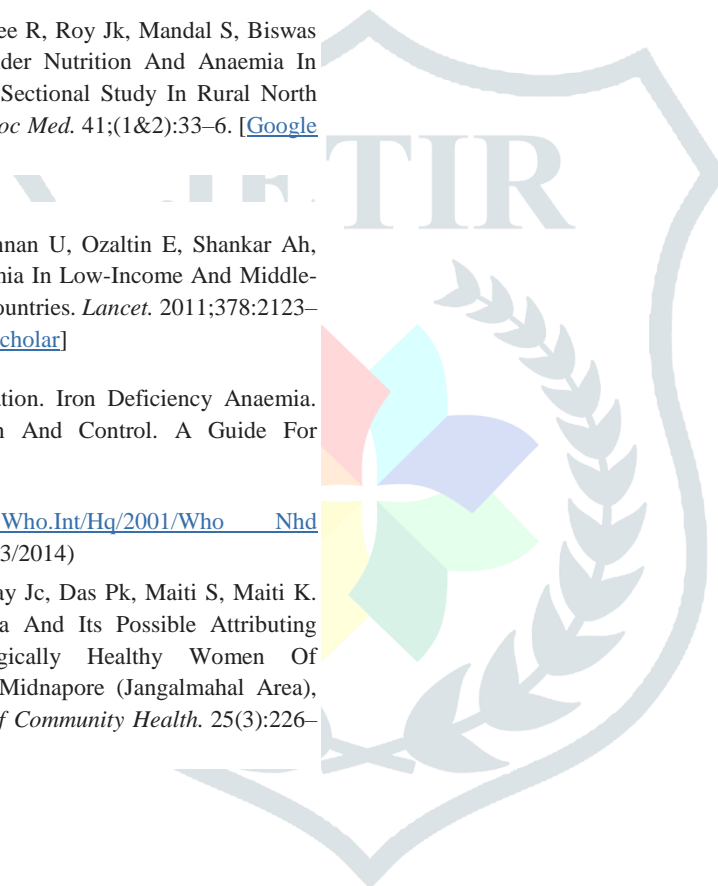 ee R, Roy Jk, Mandal S, Biswas
der Nutrition And Anaemia In
Sectional Study In Rural North
oc Med. 41;(1&2):33–6. [Google
JETIR
nnan U, Ozaltin E, Shankar Ah,
nia In Low-Income And Middle-
ountries. Lancet. 2011;378:2123–
cholar]
ation. Iron Deficiency Anaemia.
n And Control. A Guide For
Who.Int/Hq/2001/Who Nhd
3/2014)
ay Jc, Das Pk, Maiti S, Maiti K.
a And Its Possible Attributing
gically Healthy Women Of
Midnapore (Jangalmahal Area),
f Community Health. 25(3):226–